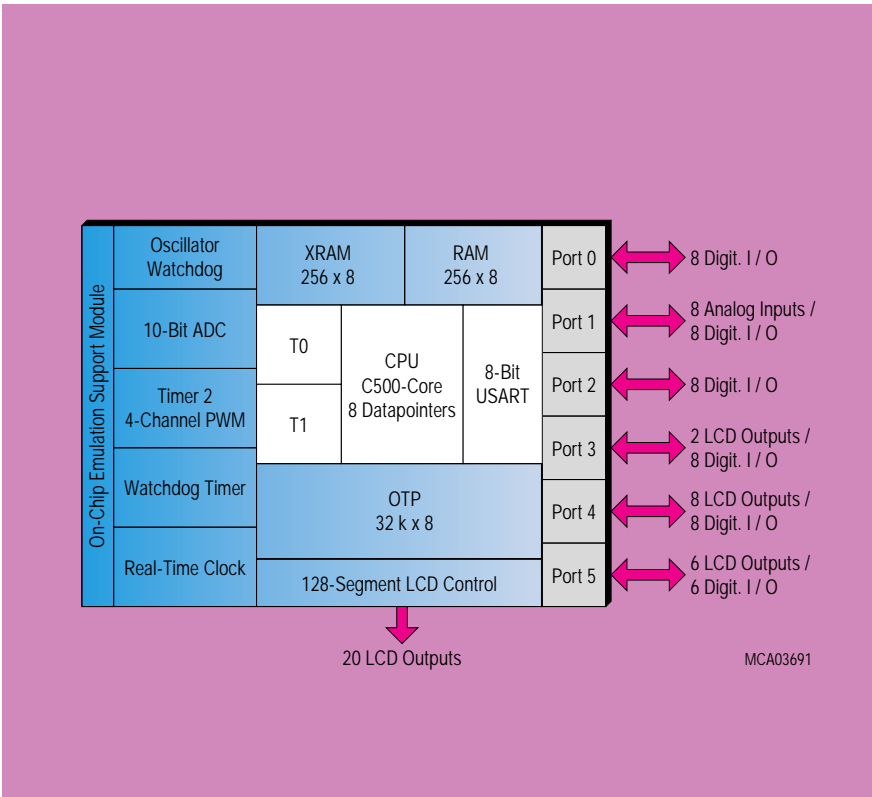 On-Chip Emulation Support Module
Oscillator
Watchdog
10-Bit ADC
Timer 2
4-Channel PWM
Watchdog Timer
Real-Time Clock
XRAM
256 x 8
RAM
256 x 8
T0
T1
CPU
C500-Core
8 Datapointers
8-Bit
USART
OTP
32 k x 8
128-Segment LCD Control
Port 0
8 Digit. I / O
Port 1
8 Analog Inputs /
8 Digit. I / O
Port 2
8 Digit. I / O
Port 3
2 LCD Outputs /
8 Digit. I / O
Port 4
8 LCD Outputs /
8 Digit. I / O
Port 5
6 LCD Outputs /
6 Digit. I / O
20 LCD Outputs
MCA03691